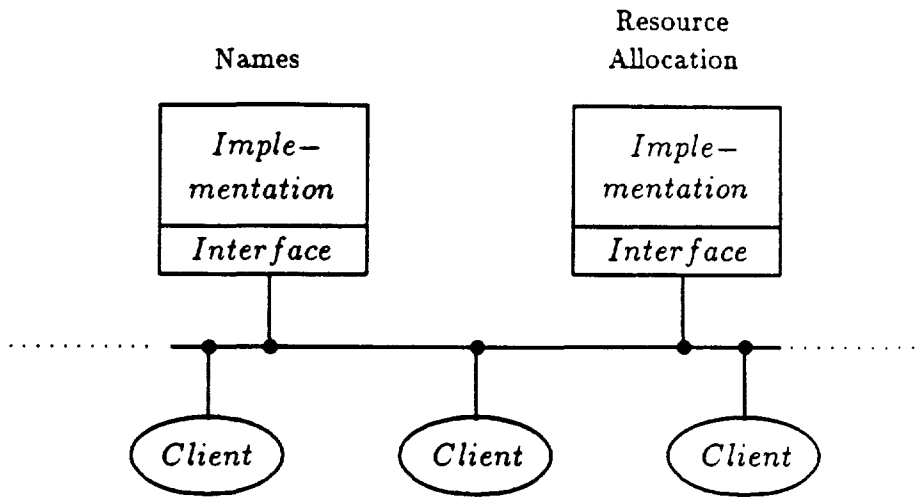 Resource
Names
Allocation
Imple–
mentation
Interface
Imple–
mentation
Interface
Client
Client
Client